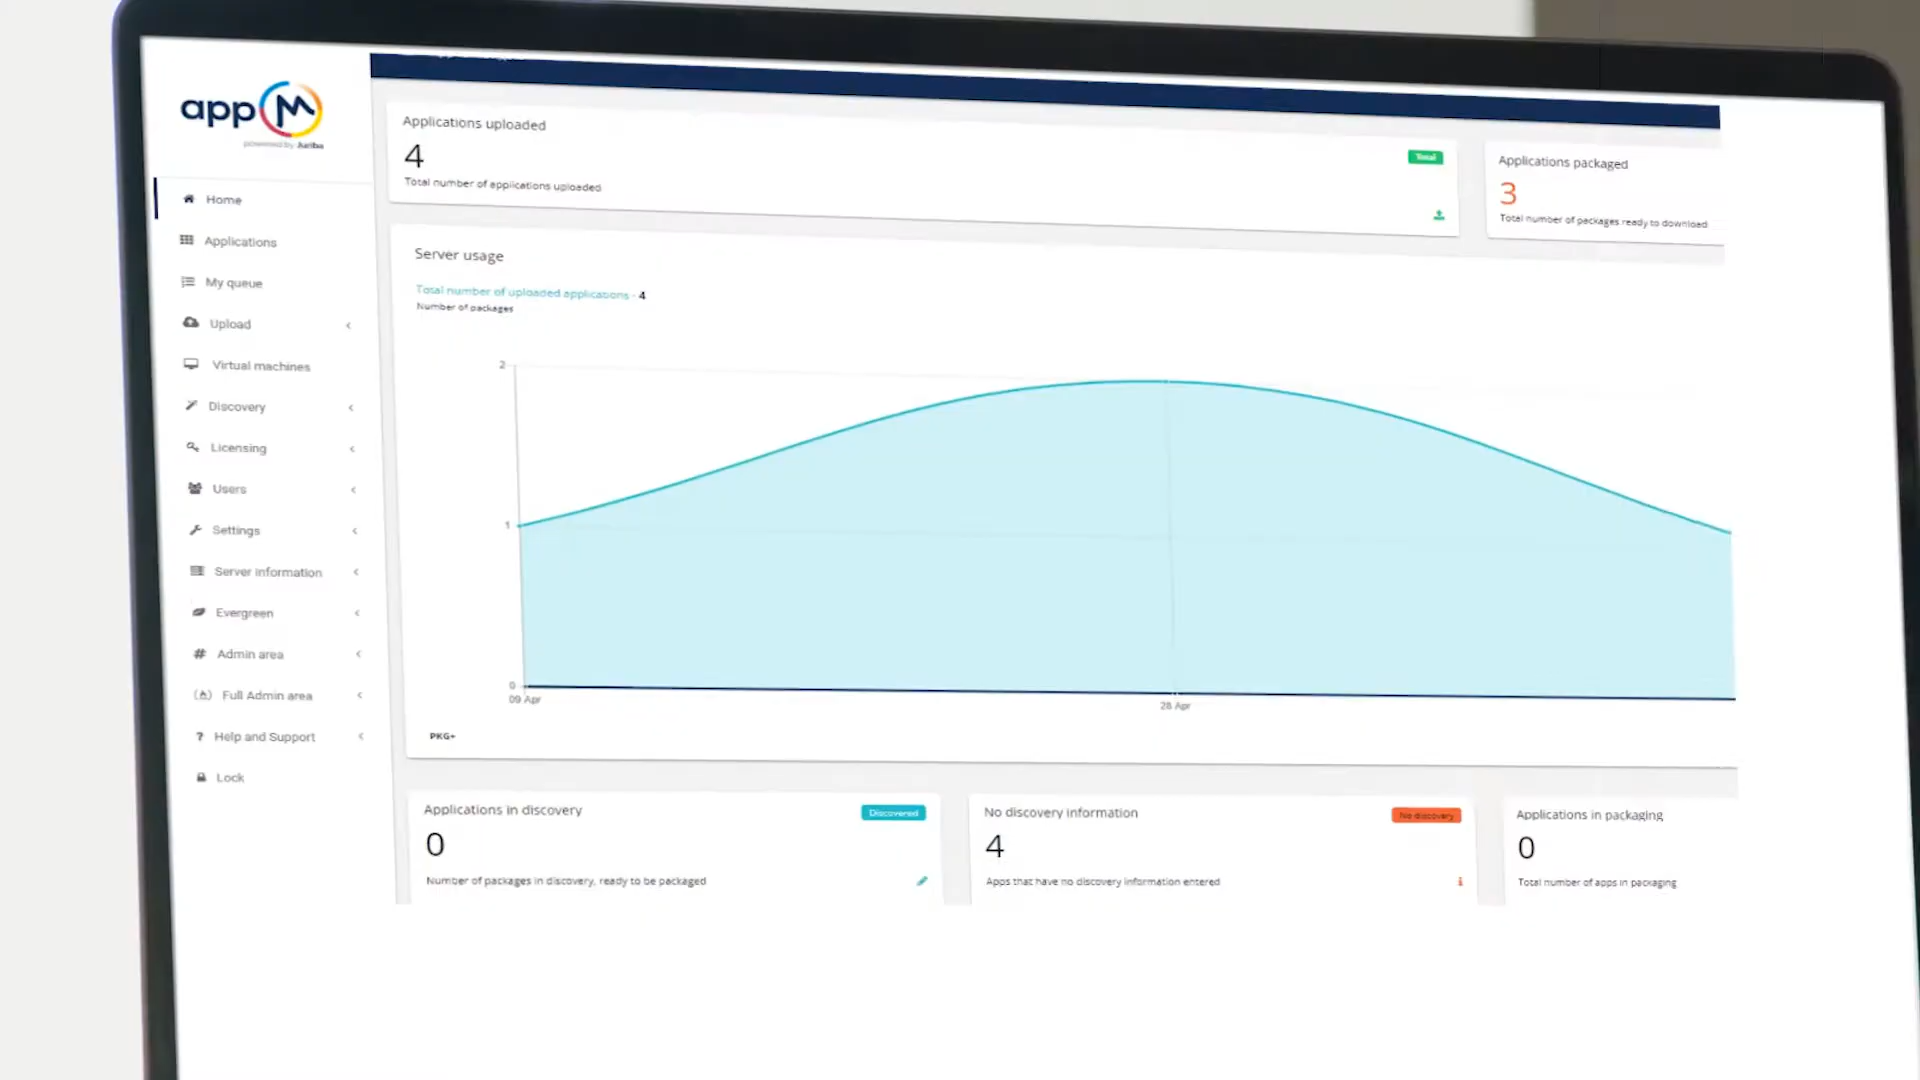 app M
powered by Juriba
Home
Applications
My queue
Upload
Virtual machines
Discovery
Licensing
Users
Settings
Server information
Evergreen
Admin area
Full Admin area
Help and Support
Lock
Applications uploaded
4
Total
Total number of applications uploaded
Applications packaged
3
Total number of packages ready to download
Server usage
Total number of uploaded applications - 4
Number of packages
2
1
0
09 Apr
28 Apr
PKG+
Applications in discovery
Discovered
0
Number of packages in discovery, ready to be packaged
No discovery information
No discovery
4
Apps that have no discovery information entered
Applications in packaging
0
Total number of apps in packaging